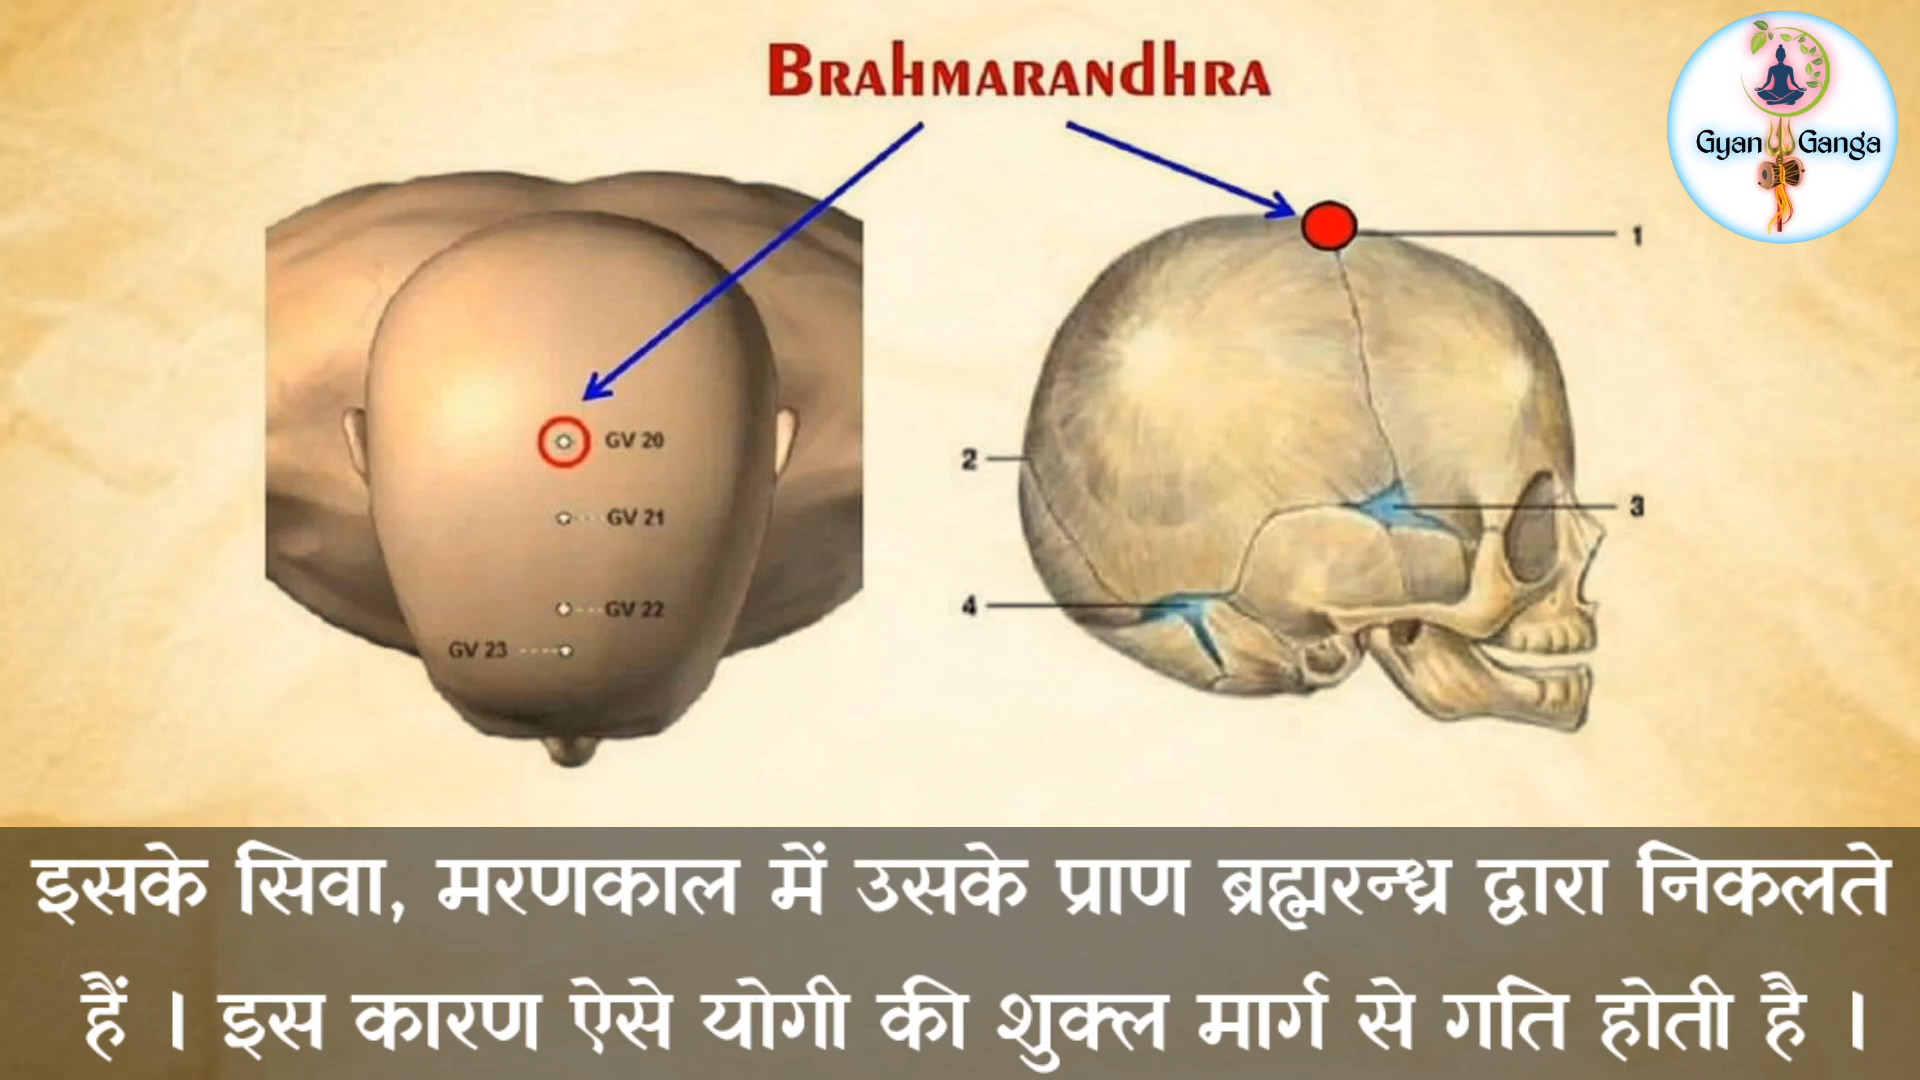 BRAHMARANDHRA
Gyan Ganga
GV 20
GV 21
GV 22
GV 23
1
2
3
4
इसके सिवा, मरणकाल में उसके प्राण ब्रह्मरन्ध्र द्वारा निकलते
हैं । इस कारण ऐसे योगी की शुक्ल मार्ग से गति होती है ।